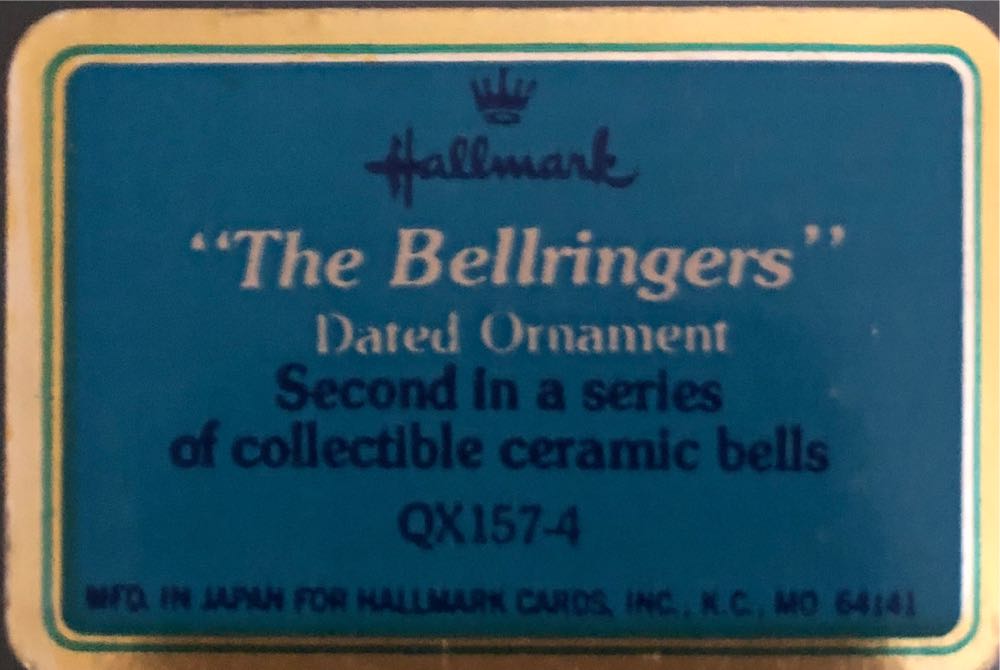 Hallmark
“The Bellringers”
Dated Ornament
Second in a series
of collectible ceramic bells
QX157-4
MFD. IN JAPAN FOR HALLMARK CARDS, INC., K.C., MO 64141